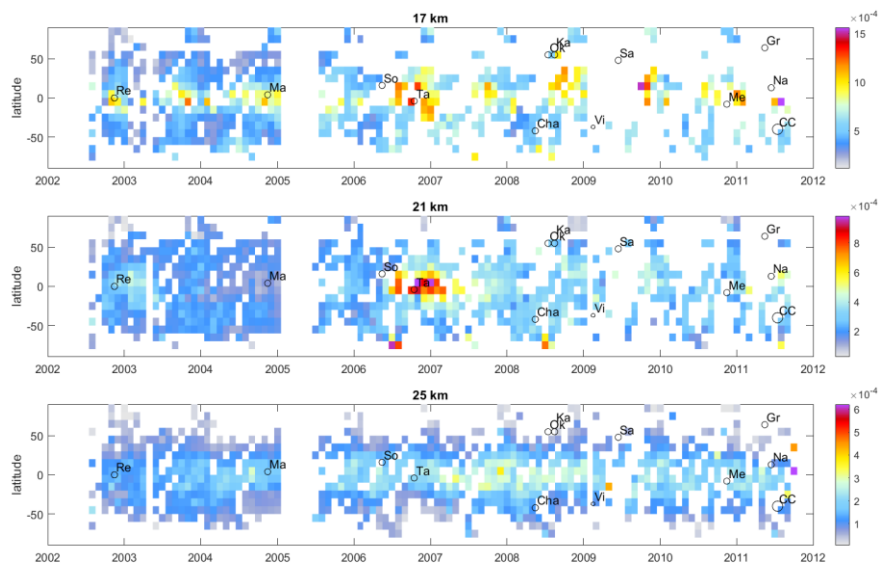 17 km
×10⁻⁴
15
10
5
latitude
50
0
-50
Re
Ma
So
Ta
Cha
Ka
Ok
Vi
Sa
Me
Gr
Na
CC
2002 2003 2004 2005 2006 2007 2008 2009 2010 2011 2012
21 km
×10⁻⁴
8
6
4
2
latitude
50
0
-50
Re
Ma
So
Ta
Cha
Ka
Ok
Vi
Sa
Me
Gr
Na
CC
2002 2003 2004 2005 2006 2007 2008 2009 2010 2011 2012
25 km
×10⁻⁴
6
5
4
3
2
1
latitude
50
0
-50
Re
Ma
So
Ta
Cha
Ka
Ok
Vi
Sa
Me
Gr
Na
CC
2002 2003 2004 2005 2006 2007 2008 2009 2010 2011 2012